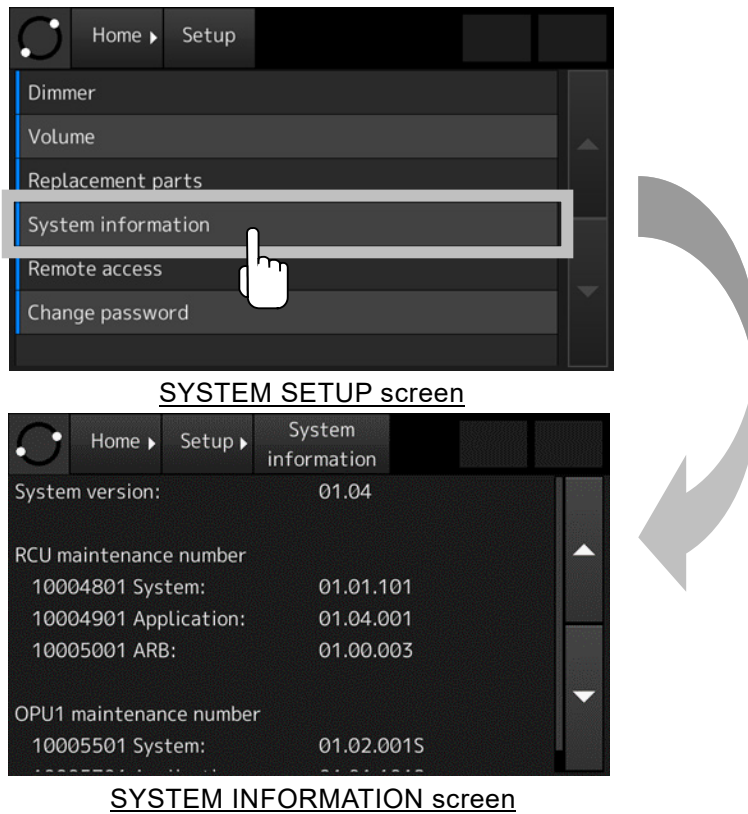 Home Setup
Dimmer
Volume
Replacement parts
System information
Remote access
Change password
SYSTEM SETUP screen
Home Setup System information
System version: 01.04
RCU maintenance number
10004801 System: 01.01.101
10004901 Application: 01.04.001
10005001 ARB: 01.00.003
OPU1 maintenance number
10005501 System: 01.02.001S
SYSTEM INFORMATION screen